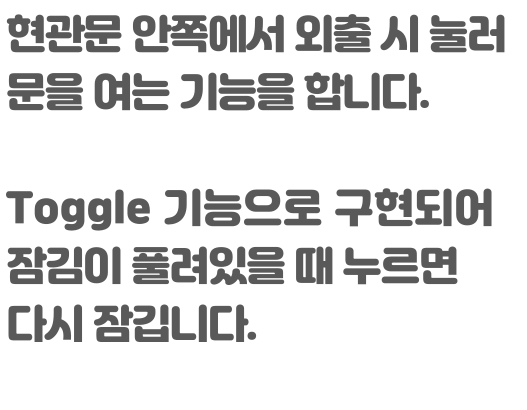 현관문 안쪽에서 외출 시 눌러
문을 여는 기능을 합니다.
Toggle 기능으로 구현되어
잠김이 풀려있을 때 누르면
다시 잠깁니다.